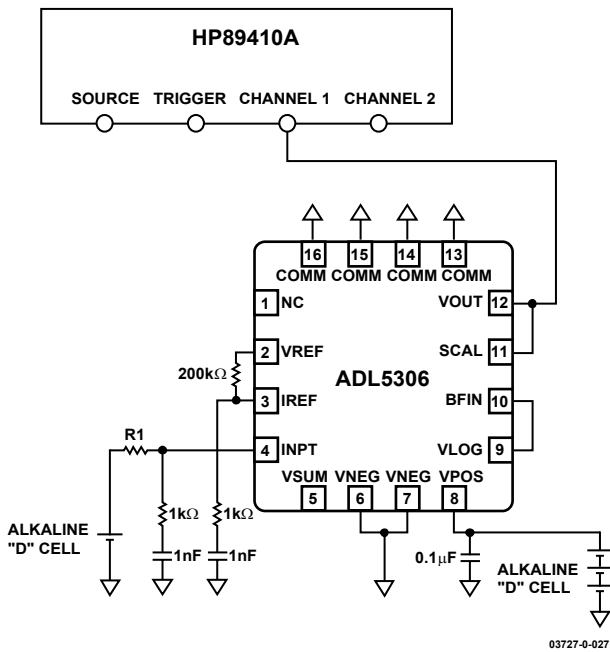 HP89410A
SOURCE TRIGGER CHANNEL 1 CHANNEL 2
16 15 14 13
COMM COMM COMM COMM
1 NC
VOUT 12
2 VREF
SCAL 11
200kΩ
ADL5306
3 IREF
BFIN 10
R1
4 INPT
VLOG 9
VSUM VNEG VNEG VPOS
5 6 7 8
1kΩ 1kΩ
ALKALINE
"D" CELL
1nF 1nF
0.1μF
ALKALINE
"D" CELL
03727-0-027